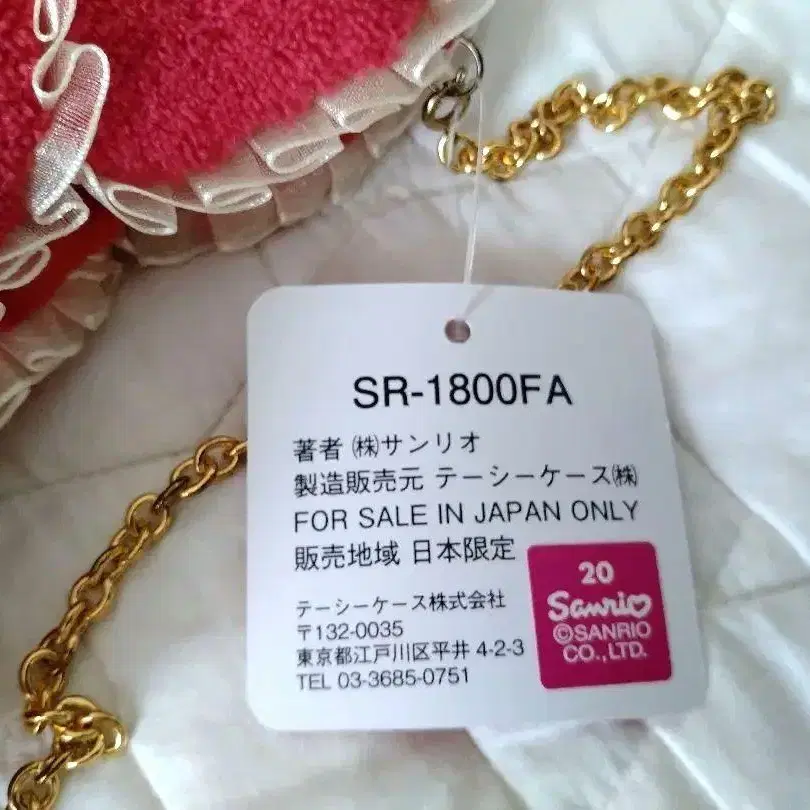 SR-1800FA
著者 ㈱サンリオ
製造販売元 テーシーケース㈱
FOR SALE IN JAPAN ONLY
販売地域 日本限定
テーシーケース株式会社
〒132-0035
東京都江戸川区平井 4-2-3
TEL 03-3685-0751
20
Sanrio
©SANRIO
CO.,LTD.